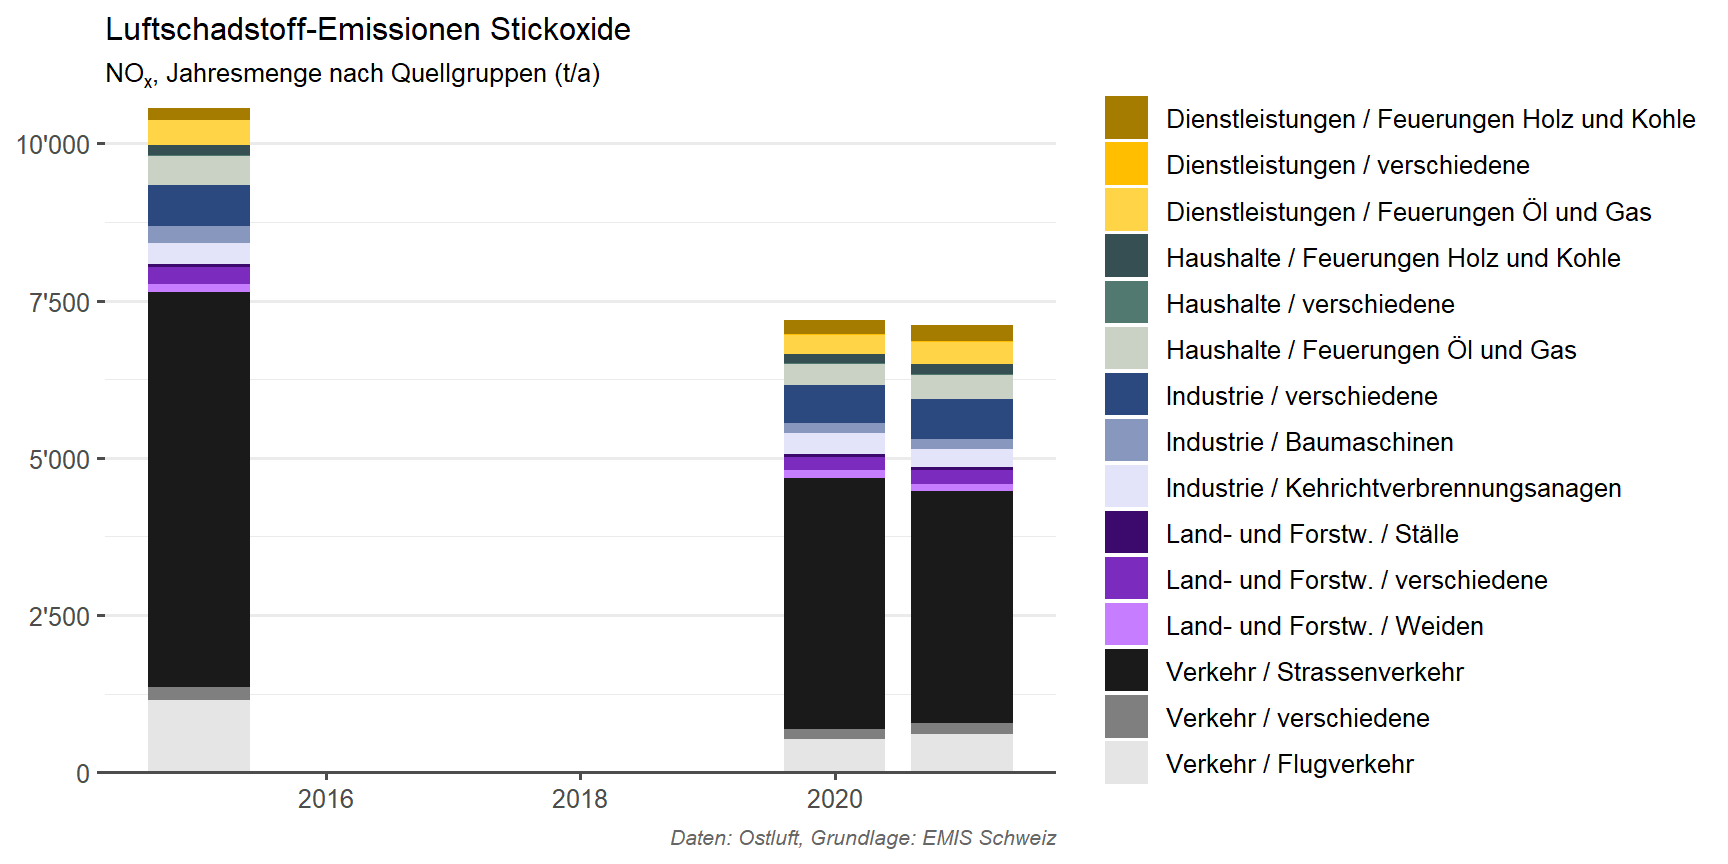 Luftschadstoff-Emissionen Stickoxide
NOx, Jahresmenge nach Quellgruppen (t/a)
10'000
7'500
5'000
2'500
0
2016
2018
2020
Dienstleistungen / Feuerungen Holz und Kohle
Dienstleistungen / verschiedene
Dienstleistungen / Feuerungen Öl und Gas
Haushalte / Feuerungen Holz und Kohle
Haushalte / verschiedene
Haushalte / Feuerungen Öl und Gas
Industrie / verschiedene
Industrie / Baumaschinen
Industrie / Kehrichtverbrennungsanagen
Land- und Forstw. / Ställe
Land- und Forstw. / verschiedene
Land- und Forstw. / Weiden
Verkehr / Strassenverkehr
Verkehr / verschiedene
Verkehr / Flugverkehr
Daten: Ostluft, Grundlage: EMIS Schweiz